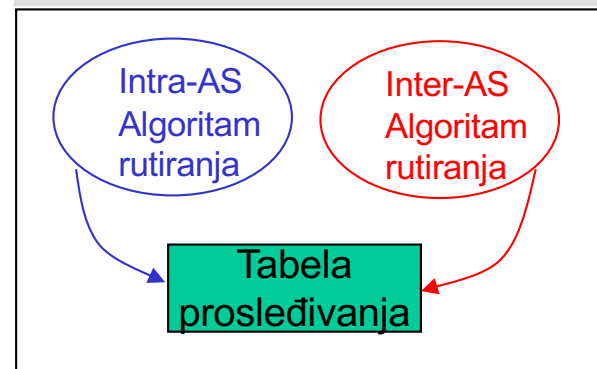 Intra-AS
Algoritam
rutiranja
Inter-AS
Algoritam
rutiranja
Tabela
prosleđivanja